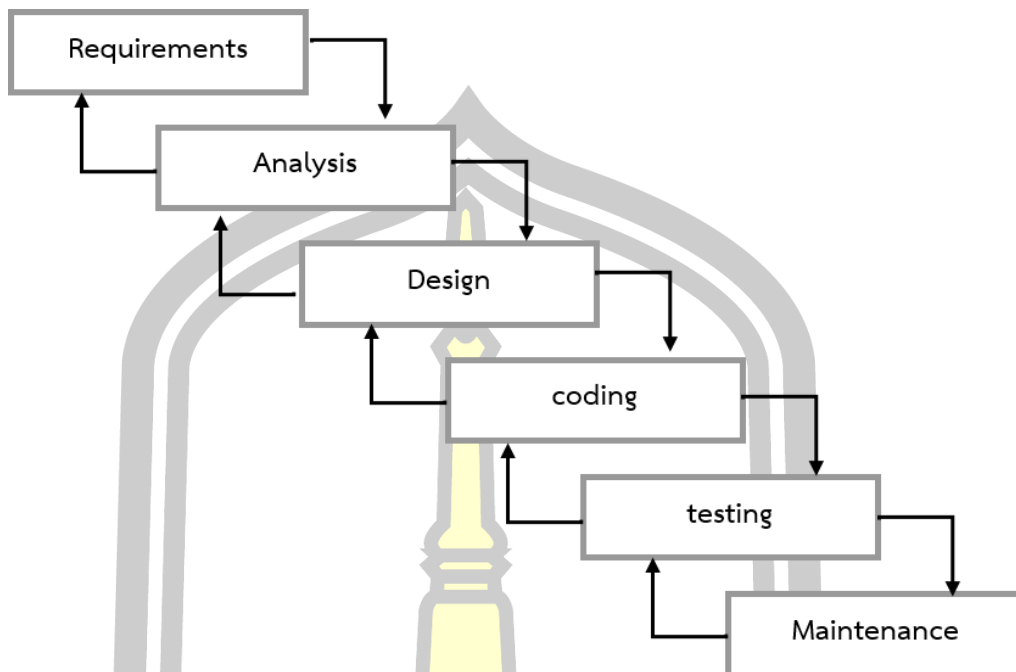 Requirements
Analysis
Design
coding
testing
Maintenance